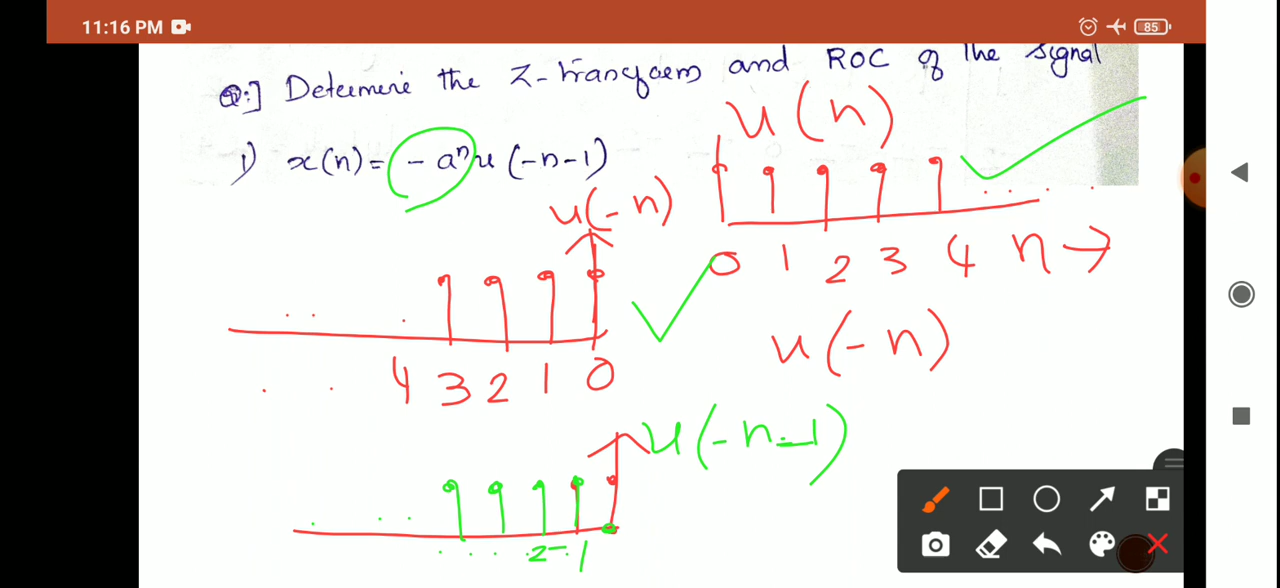 11:16 PM 85
Q:] Determine the Z-transform and ROC of the signal
1) x(n) = - aⁿ u (-n-1)
u(n)
0 1 2 3 4 n →
u(-n)
. . 4 3 2 1 0
u(-n)
u(-n-1)
. . . . 2 -1